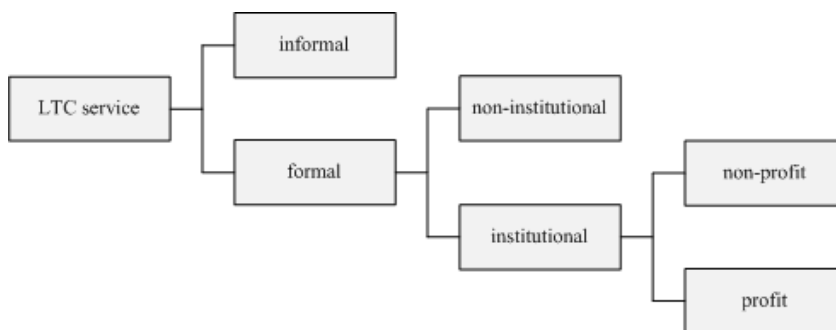 informal
LTC service
non-institutional
formal
non-profit
institutional
profit